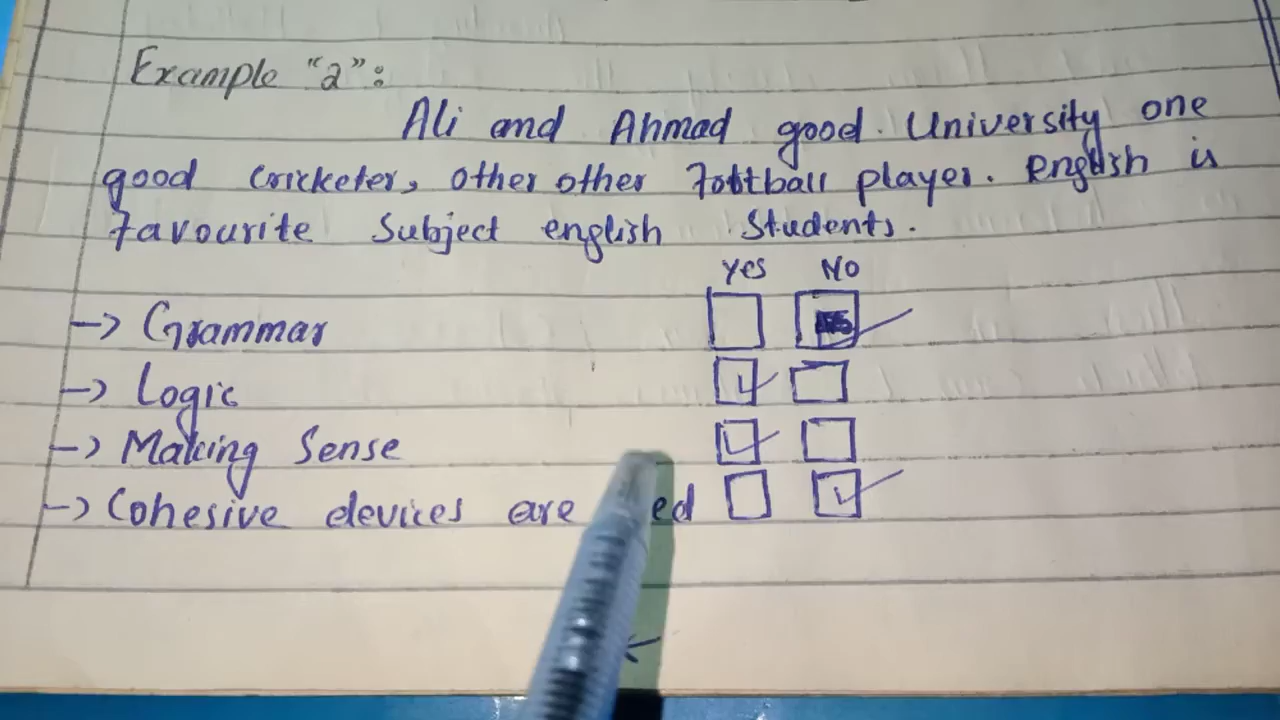 Example "2":
Ali and Ahmad good. University one
good cricketer, other other football player. English is
favourite subject english students.
Yes No
-> Grammar
-> Logic
-> Making Sense
-> Cohesive devices are